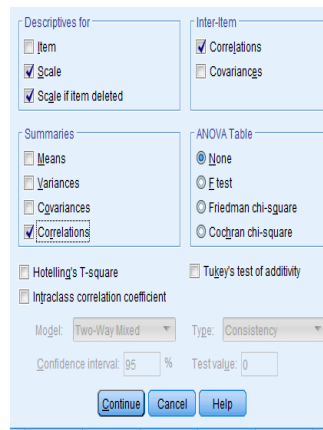 Descriptives for
Item
Scale
Scale if item deleted
Inter-Item
Correlations
Covariances
Summaries
Means
Variances
Covariances
Correlations
ANOVA Table
None
F test
Friedman chi-square
Cochran chi-square
Hotelling's T-square
Tukey's test of additivity
Intraclass correlation coefficient
Model: Two-Way Mixed Type: Consistency
Confidence interval: 95 % Test value: 0
Continue Cancel Help